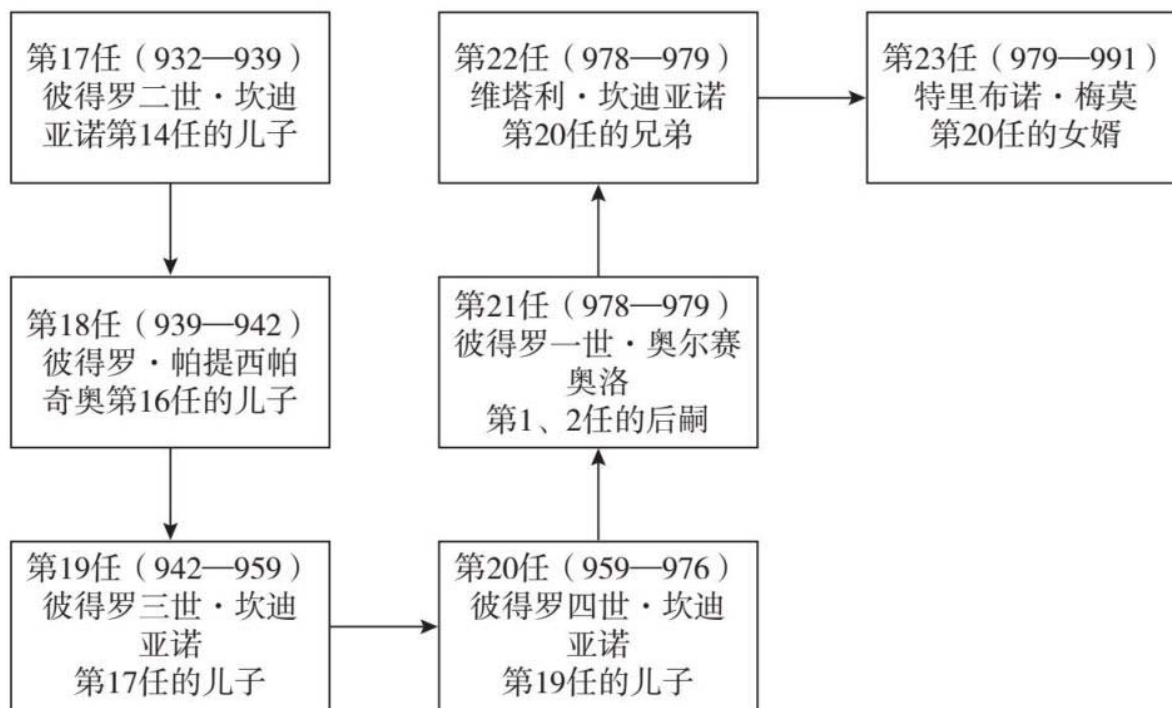 第17任（932—939）
彼得罗二世·坎迪
亚诺第14任的儿子
第18任（939—942）
彼得罗·帕提西帕
奇奥第16任的儿子
第19任（942—959）
彼得罗三世·坎迪
亚诺
第17任的儿子
第20任（959—976）
彼得罗四世·坎迪
亚诺
第19任的儿子
第21任（978—979）
彼得罗一世·奥尔赛
奥洛
第1、2任的后嗣
第22任（978—979）
维塔利·坎迪亚诺
第20任的兄弟
第23任（979—991）
特里布诺·梅莫
第20任的女婿